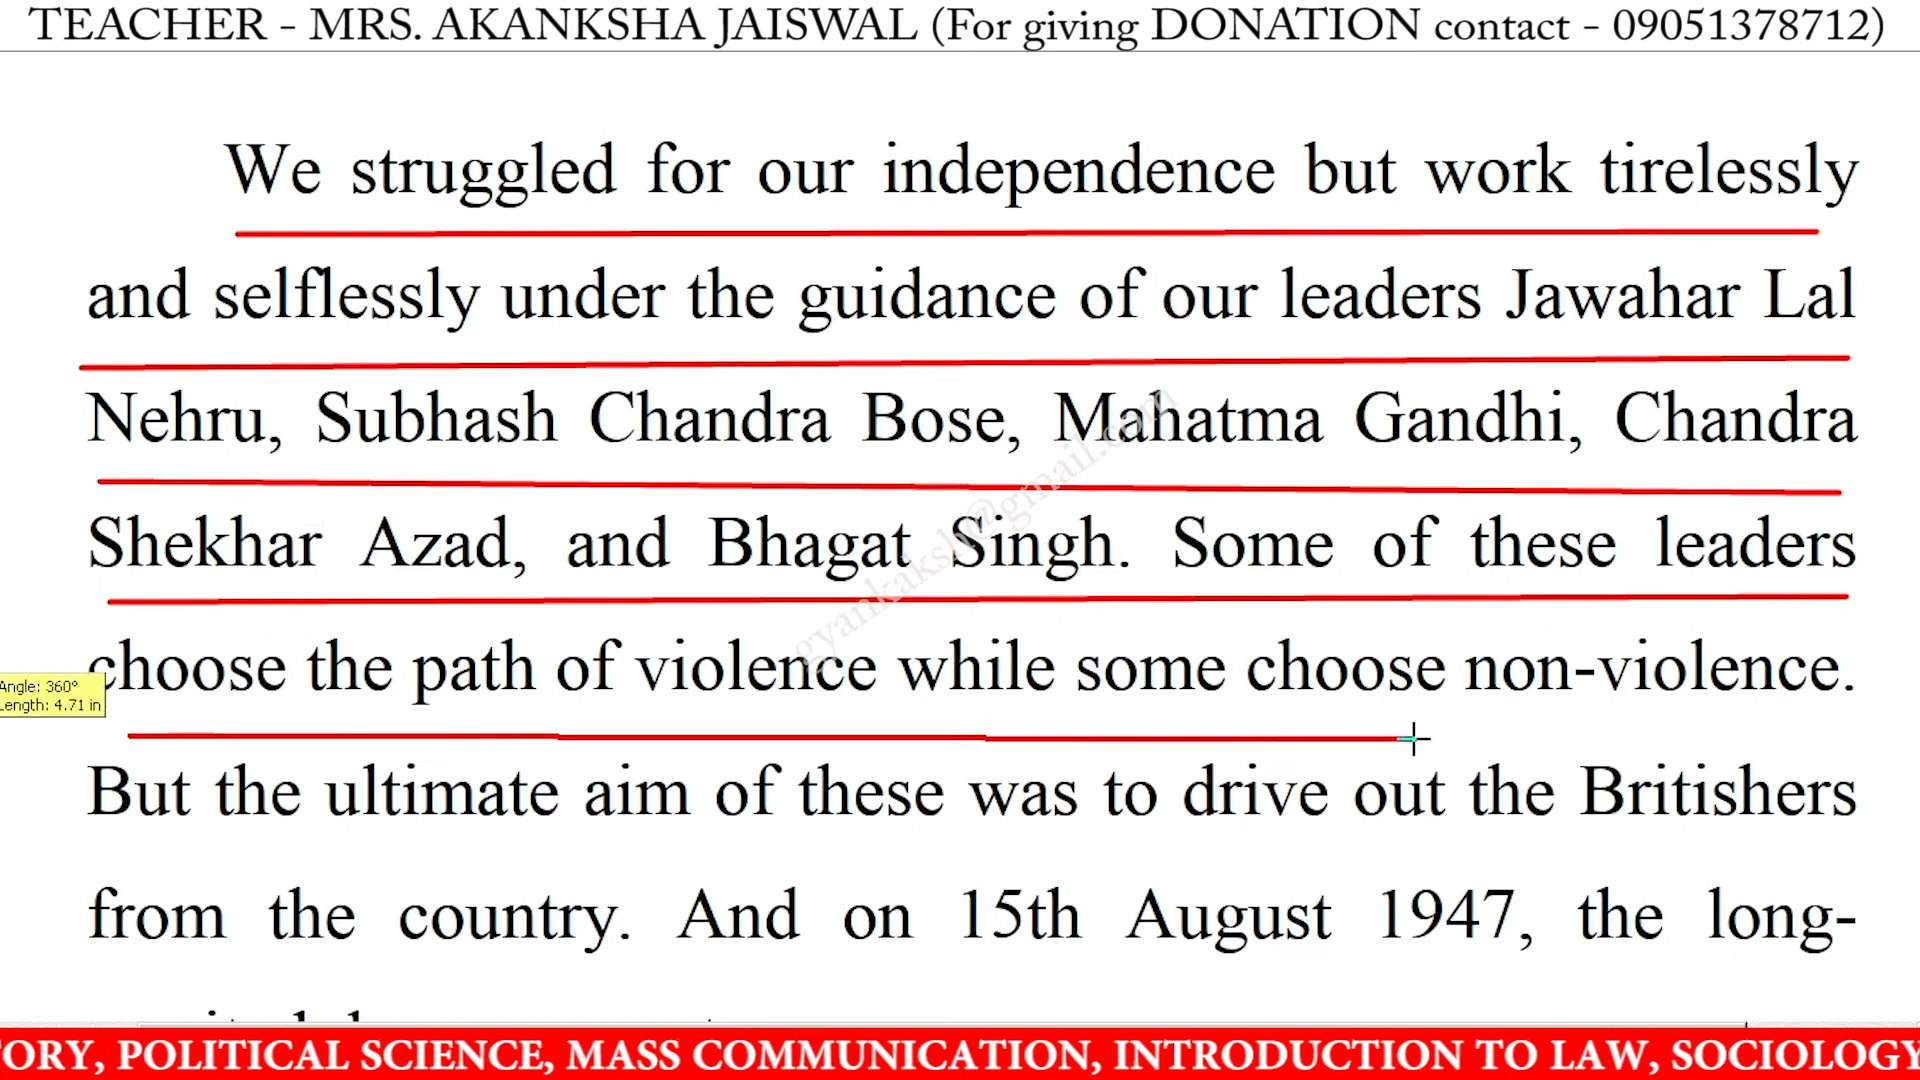 TEACHER - MRS. AKANKSHA JAISWAL (For giving DONATION contact - 09051378712)
We struggled for our independence but work tirelessly
and selflessly under the guidance of our leaders Jawahar Lal
Nehru, Subhash Chandra Bose, Mahatma Gandhi, Chandra
Shekhar Azad, and Bhagat Singh. Some of these leaders
choose the path of violence while some choose non-violence.
Angle: 360°
Length: 4.71 in
But the ultimate aim of these was to drive out the Britishers
from the country. And on 15th August 1947, the long-
gyankaksh@gmail.com
TORY, POLITICAL SCIENCE, MASS COMMUNICATION, INTRODUCTION TO LAW, SOCIOLOGY,